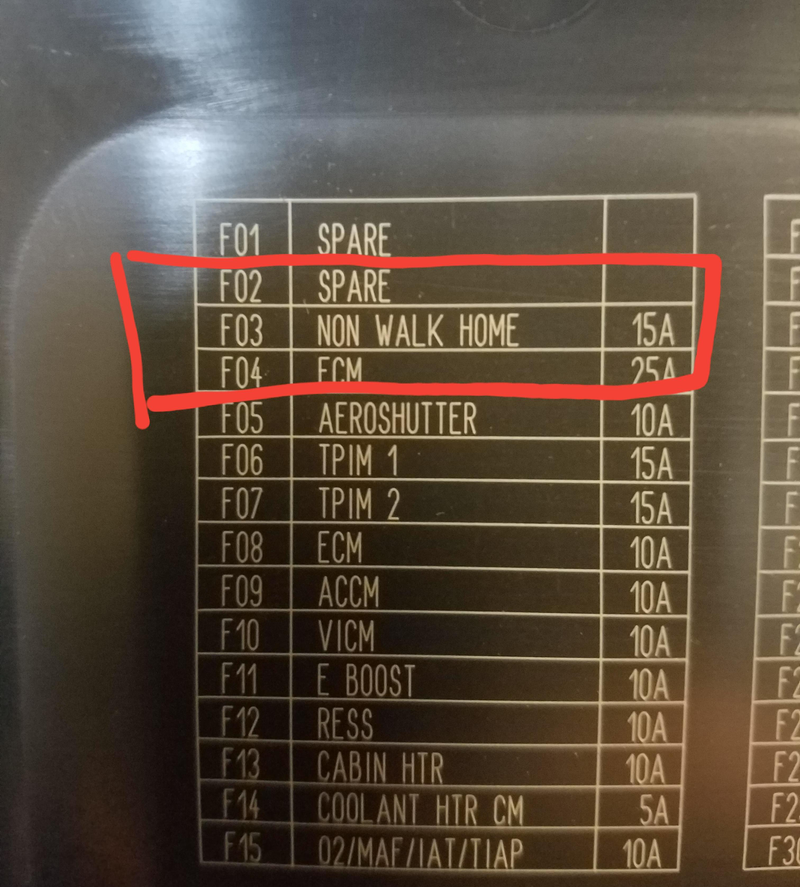 F01 SPARE
F02 SPARE
F03 NON WALK HOME 15A
F04 ECM 25A
F05 AEROSHUTTER 10A
F06 TPIM 1 15A
F07 TPIM 2 15A
F08 ECM 10A
F09 ACCM 10A
F10 VICM 10A
F11 E BOOST 10A
F12 RESS 10A
F13 CABIN HTR 10A
F14 COOLANT HTR CM 5A
F15 O2/MAF/IAT/TIAP 10A